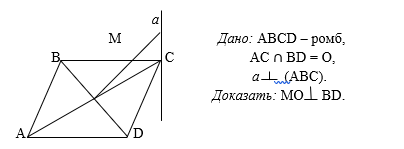 a
M
B
C
A
D
Дано: ABCD – ромб,
AC ∩ BD = O,
a ⊥ (ABC).
Доказать: MO ⊥ BD.